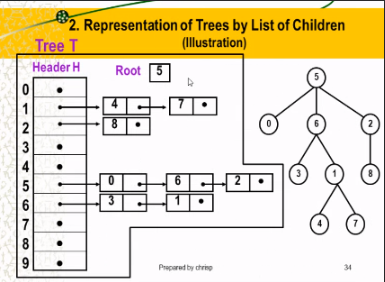 2. Representation of Trees by List of Children
(Illustration)
Tree T
Header H
Root 5
0
1 4 7
2 8
3
4
5 0 6 2
6 3 1
7
8
9
5
0 6 2
3 1 8
4 7
Prepared by chrisp
34